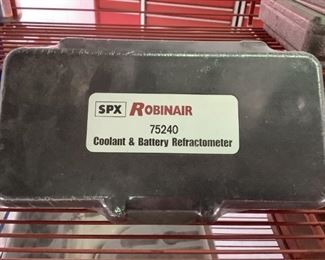 SPX ROBINAIR
75240
Coolant & Battery Refractometer